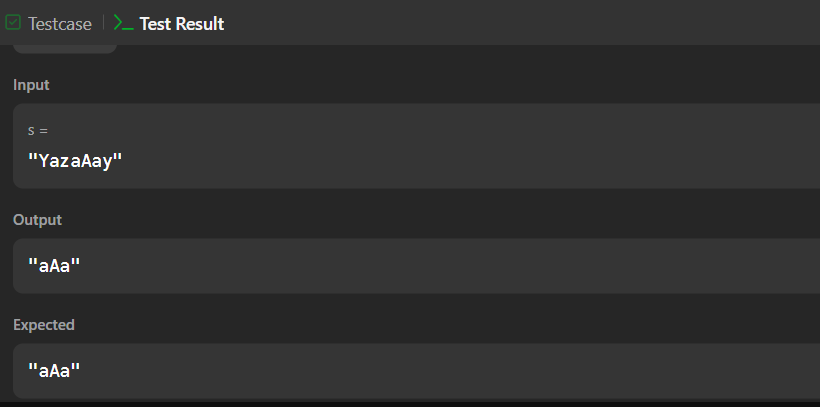 Testcase
Test Result
Input
s =
"YazaAay"
Output
"aAa"
Expected
"aAa"